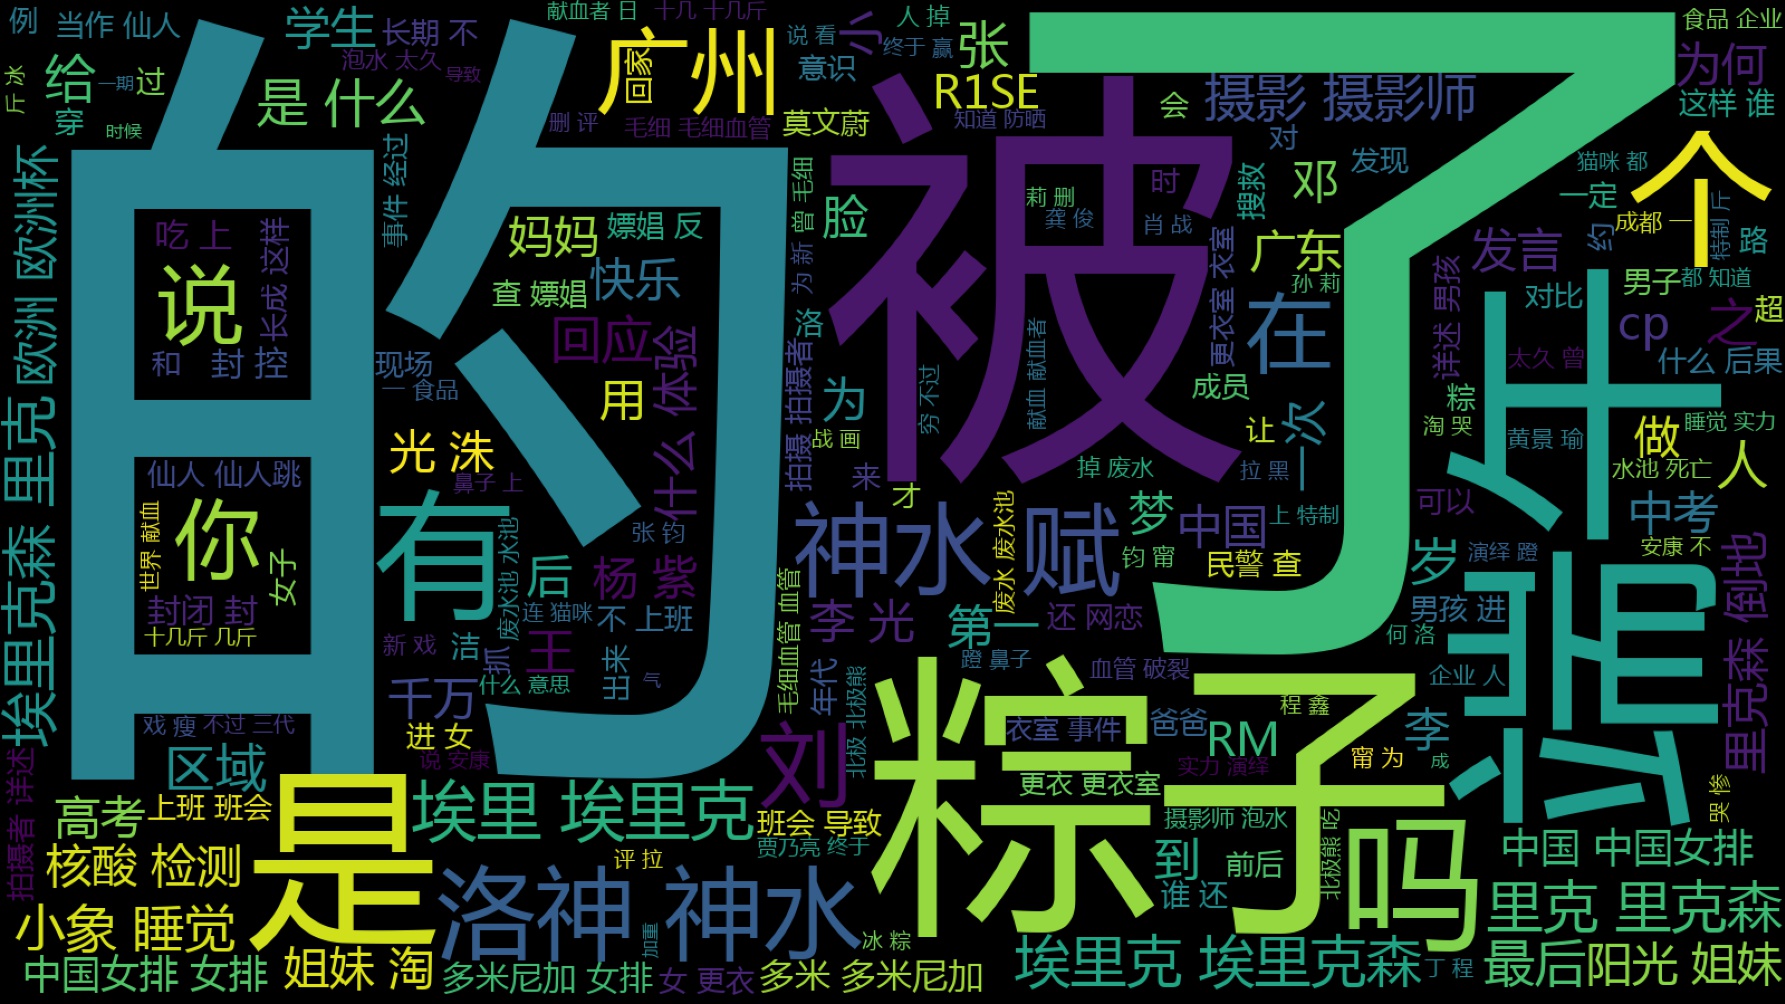 的
了
被
粽子
牛
是
吗
个
有
例
当作 仙人
学生
长期 不
泡水 太久
导致
献血者 日
十几 十几斤
广州
回家
说 看
意识
小
人 掉
终于 赢
张
食品 企业
为何
这样 谁
斤 冰
给
一期
过
穿
时候
是 什么
删 评
毛细 毛细血管
莫文蔚
R1SE
知道 防晒
会
摄影 摄影师
对
发现
猫咪 都
一定
成都 一
特制 斤
路
约
埃里克森 里克 欧洲 欧洲杯
事件 经过
吃 上
长成 这样
说
和
封 控
妈妈
嫖娼 反
查 嫖娼
快乐
回应
什么 体验
脸
曾 毛细
为 新
洛
拍摄 拍摄者
莉 删
时
龚 俊
肖 战
搜救
邓
广东
孙 莉
更衣室 衣室
在
发言
详述 男孩
对比
男子
都 知道
cp
之
超
太久 曾
什么 后果
现场
一 食品
用
为
战 画
穷 不过
献血 献血者
成员
让
一次
拉 黑
粽
淘 哭
黄景 瑜
做
睡觉 实力
水池 死亡
人
光 洙
仙人 仙人跳
世界 献血
你
女子
鼻子 上
张 钧
来
才
掉 废水
神水 赋
废水 废水池
梦
中国
上 特制
钧 甯
民警 查
可以
中考
安康 不
岁
演绎 蹬
封闭 封
十几斤 几斤
废水池 水池
后
杨 紫
连 猫咪
不 上班
毛细血管 血管
李 光
第一
还 网恋
男孩 进
何 洛
里克森 倒地
新 戏
洁
抓
王
出来
气
年代
北极 北极熊
蹬 鼻子
血管 破裂
企业 人
千万
什么 意思
戏 瘦
不过 三代
进 女
说 安康
刘
衣室 事件
爸爸
RM
程 鑫
李
成
甯 为
区域
拍摄者 详述
更衣 更衣室
实力 演绎
哭 惨
高考
上班 班会
埃里 埃里克
班会 导致
贾乃亮 终于
摄影师 泡水
北极熊 吃
核酸 检测
评 拉
到
前后
谁 还
中国 中国女排
小象 睡觉
洛神 神水
加重
冰 粽
里克 里克森
中国女排 女排
姐妹 淘
多米尼加 女排
女 更衣
多米 多米尼加
埃里克 埃里克森
丁 程
最后
阳光 姐妹